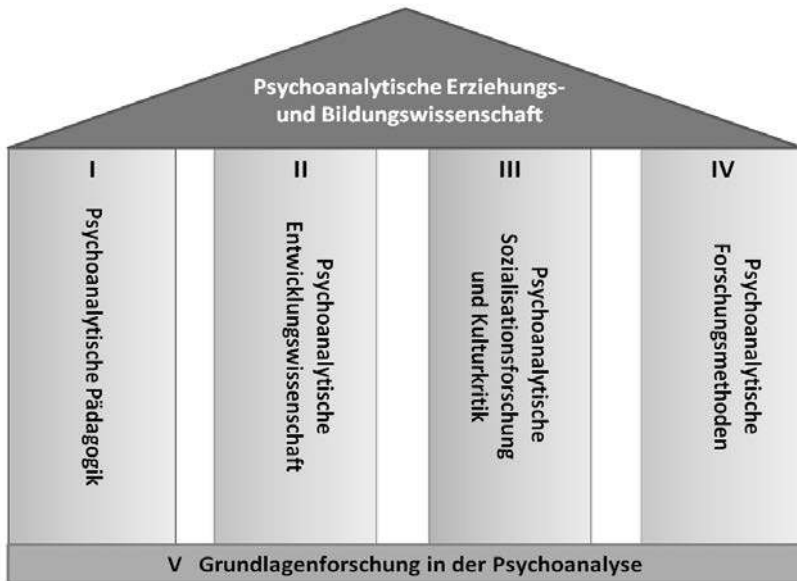 Psychoanalytische Erziehungs-
und Bildungswissenschaft
I
Psychoanalytische Pädagogik
II
Psychoanalytische
Entwicklungswissenschaft
III
Psychoanalytische
Sozialisationsforschung
und Kulturkritik
IV
Psychoanalytische
Forschungsmethoden
V Grundlagenforschung in der Psychoanalyse